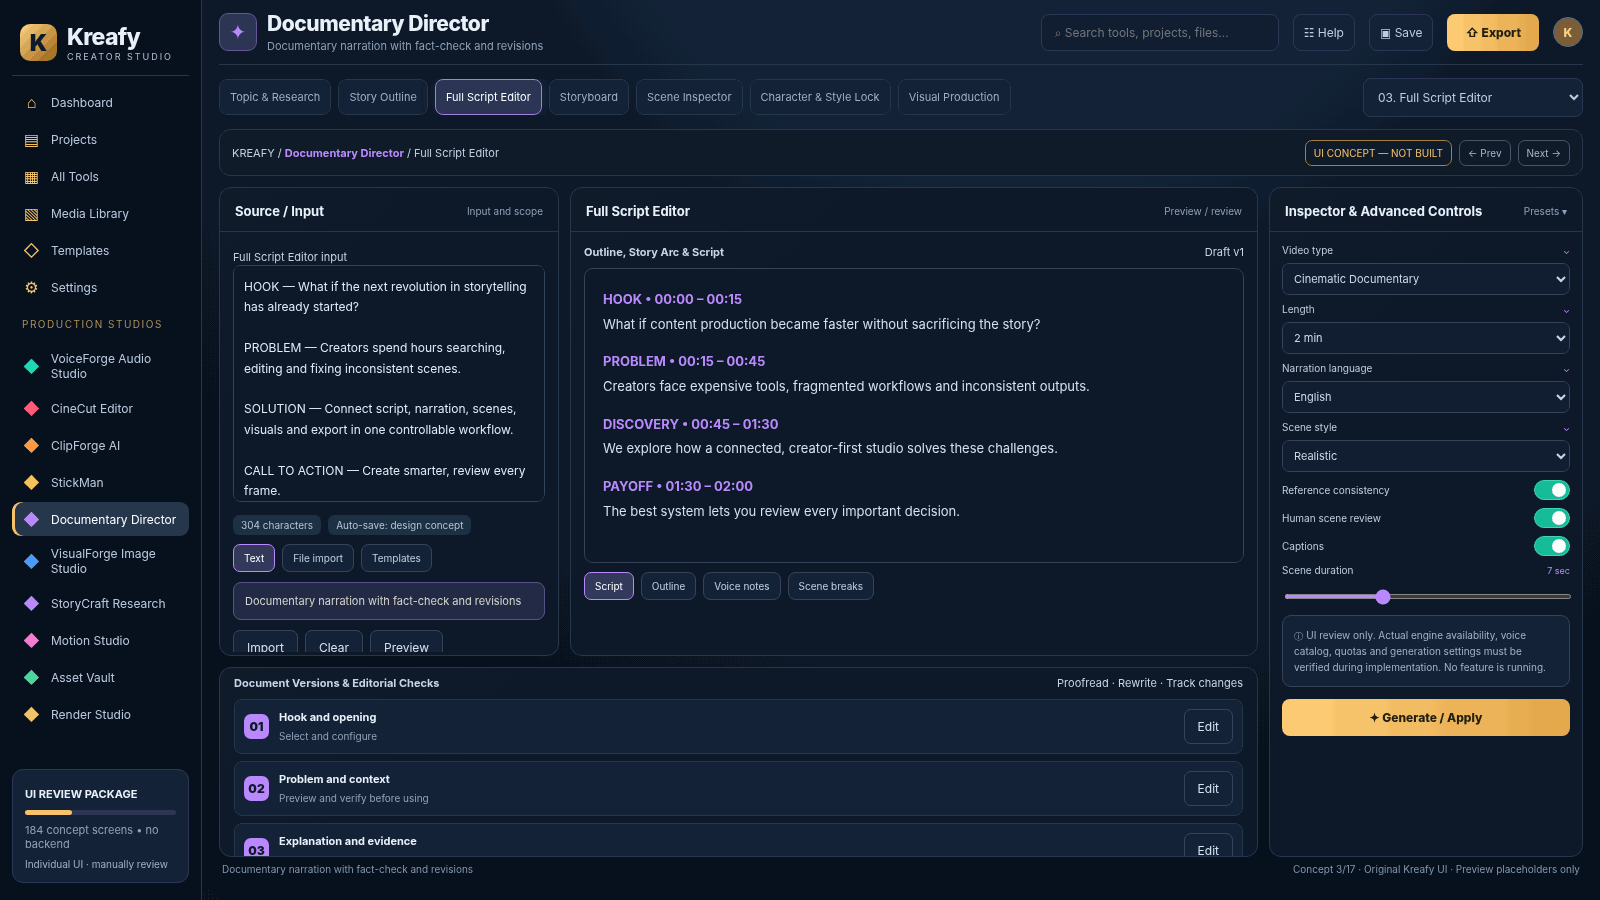 K
Kreafy
CREATOR STUDIO
Dashboard
Projects
All Tools
Media Library
Templates
Settings
PRODUCTION STUDIOS
VoiceForge Audio
Studio
CineCut Editor
ClipForge AI
StickMan
Documentary Director
VisualForge Image
Studio
StoryCraft Research
Motion Studio
Asset Vault
Render Studio
UI REVIEW PACKAGE
184 concept screens • no
backend
Individual UI · manually review
Documentary Director
Documentary narration with fact-check and revisions
Search tools, projects, files...
Help
Save
Export
K
Topic & Research
Story Outline
Full Script Editor
Storyboard
Scene Inspector
Character & Style Lock
Visual Production
03. Full Script Editor
KREAFY / Documentary Director / Full Script Editor
UI CONCEPT — NOT BUILT
← Prev
Next →
Source / Input
Input and scope
Full Script Editor input
HOOK — What if the next revolution in storytelling
has already started?
PROBLEM — Creators spend hours searching,
editing and fixing inconsistent scenes.
SOLUTION — Connect script, narration, scenes,
visuals and export in one controllable workflow.
CALL TO ACTION — Create smarter, review every
frame.
304 characters
Auto-save: design concept
Text
File import
Templates
Documentary narration with fact-check and revisions
Import
Clear
Preview
Full Script Editor
Preview / review
Outline, Story Arc & Script
Draft v1
HOOK • 00:00 – 00:15
What if content production became faster without sacrificing the story?
PROBLEM • 00:15 – 00:45
Creators face expensive tools, fragmented workflows and inconsistent outputs.
DISCOVERY • 00:45 – 01:30
We explore how a connected, creator-first studio solves these challenges.
PAYOFF • 01:30 – 02:00
The best system lets you review every important decision.
Script
Outline
Voice notes
Scene breaks
Document Versions & Editorial Checks
Proofread · Rewrite · Track changes
01
Hook and opening
Select and configure
Edit
02
Problem and context
Preview and verify before using
Edit
03
Explanation and evidence
Edit
Inspector & Advanced Controls
Presets ▾
Video type
Cinematic Documentary
Length
2 min
Narration language
English
Scene style
Realistic
Reference consistency
Human scene review
Captions
Scene duration
7 sec
ⓘ UI review only. Actual engine availability, voice
catalog, quotas and generation settings must be
verified during implementation. No feature is running.
✦ Generate / Apply
Documentary narration with fact-check and revisions
Concept 3/17 · Original Kreafy UI · Preview placeholders only